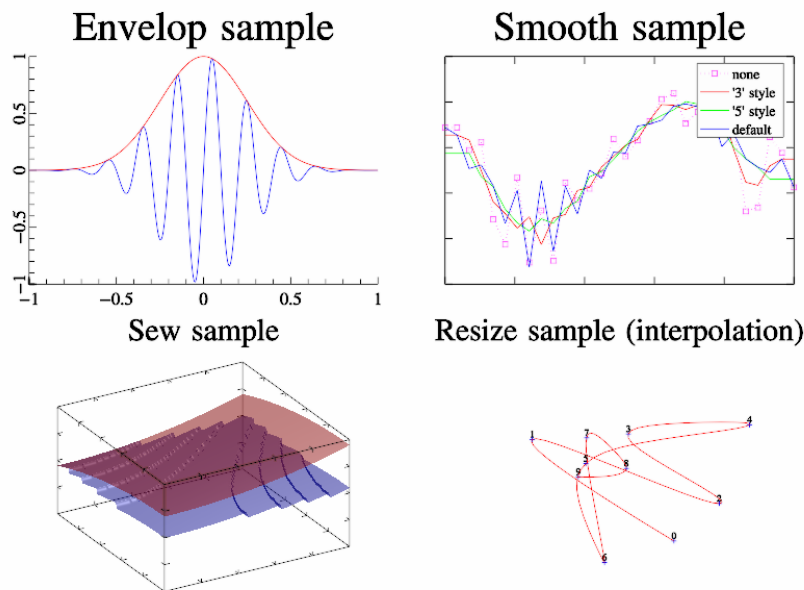 Envelop sample
Smooth sample
1
0.5
0
−0.5
−1
−1
−0.5
0
0.5
1
none
'3' style
'5' style
default
Sew sample
Resize sample (interpolation)
1
7
3
4
5
8
9
2
0
6